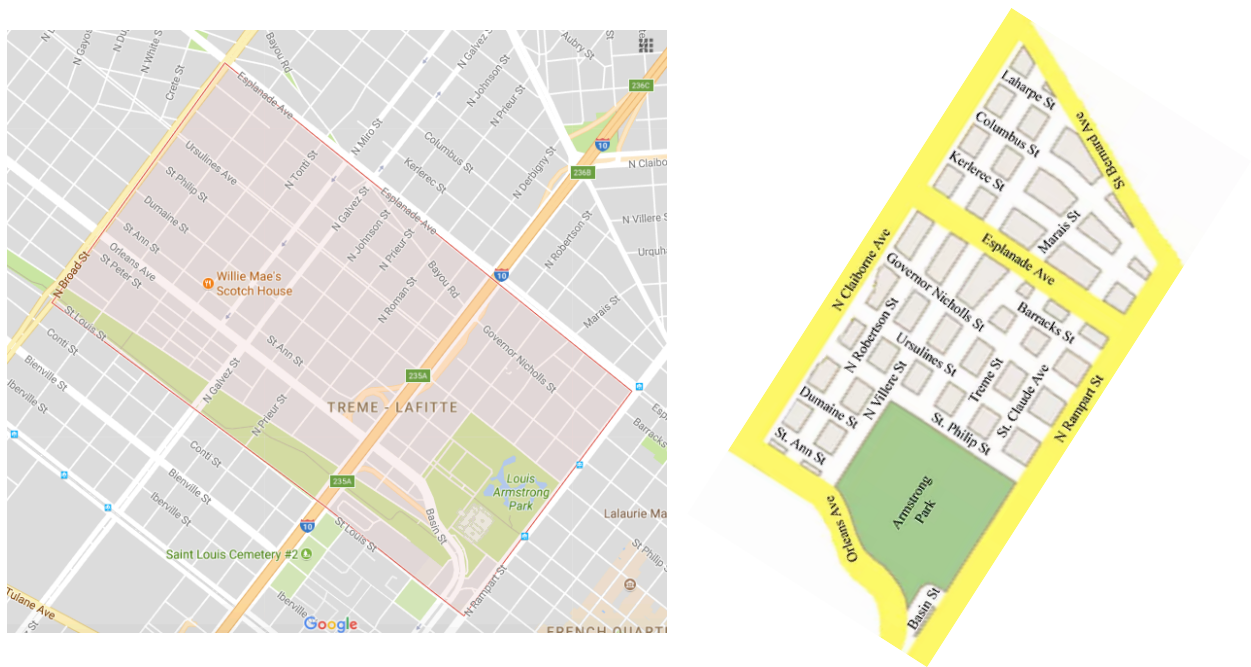 Bayou Rd
Aubry St
N Galvez St
N White St
Crete St
N Johnson St
N Prieur St
236C
Esplanade Ave
N Miro St
Columbus St
10
N Claibo
Ursulines Ave
N Tonti St
Kerlerec St
236B
N Derbigny St
St Philip St
N Galvez St
Esplanade Ave
Dumaine St
N Johnson St
N Prieur St
N Villere S
St Ann St
N Robertson St
Orleans Ave
St Peter St
Bayou Rd
Urquh
N Broad St
10
Willie Mae's
Scotch House
N Roman St
St Louis St
Marais St
Conti St
Governor Nicholls St
St Ann St
Bienville St
N Galvez St
235A
Iberville St
TREME - LAFITTE
Espl
N Prieur St
Barracks
Conti St
235A
Louis
Armstrong
Park
Bienville St
Basin St
Lalaurie Ma
Iberville St
10
St Louis St
Saint Louis Cemetery #2
St Philip St
Tulane Ave
Iberville
N Rampart St
Google
FRENCH QUART
Laharpe St
Columbus St
St Bernard Ave
Kerlerec St
Marais St
Esplanade Ave
N Claiborne Ave
Governor Nicholls St
Barracks St
N Robertson St
Ursulines St
Treme St
St. Claude Ave
N Villere St
Dumaine St
St. Philip St
N Rampart St
St. Ann St
Armstrong
Park
Orleans Ave
Basin St